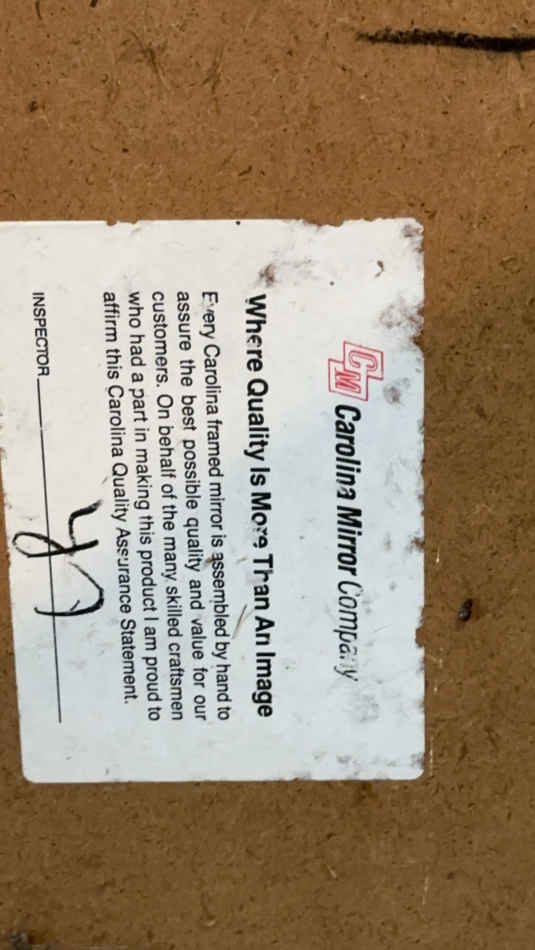 CM Carolina Mirror Company
Where Quality Is More Than An Image
Every Carolina framed mirror is assembled by hand to
assure the best possible quality and value for our
customers. On behalf of the many skilled craftsmen
who had a part in making this product I am proud to
affirm this Carolina Quality Assurance Statement.
INSPECTOR